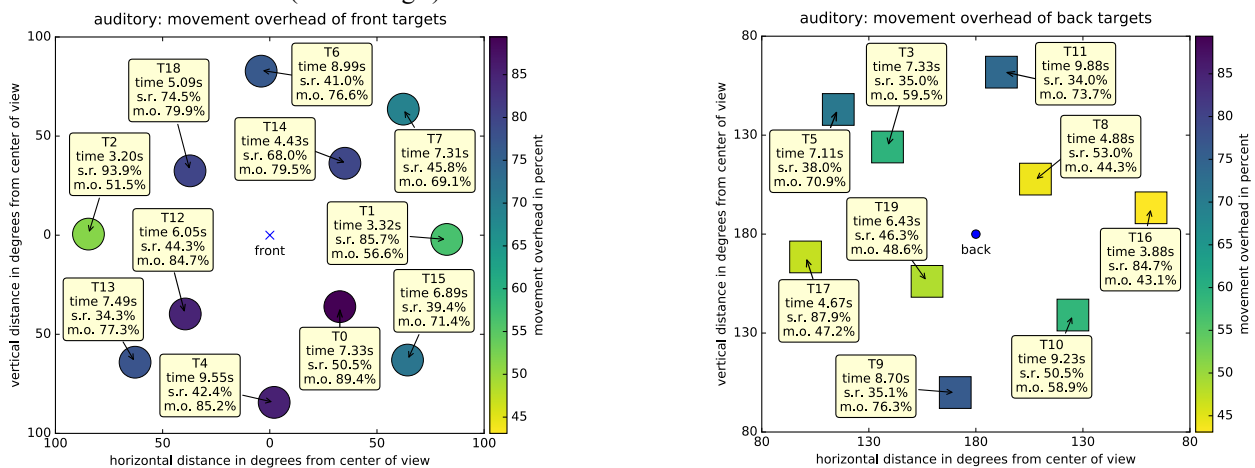 auditory: movement overhead of front targets
100
50
0
50
100
100
50
0
50
100
vertical distance in degrees from center of view
horizontal distance in degrees from center of view
T6
time 8.99s
s.r. 41.0%
m.o. 76.6%
T18
time 5.09s
s.r. 74.5%
m.o. 79.9%
T14
time 4.43s
s.r. 68.0%
m.o. 79.5%
T7
time 7.31s
s.r. 45.8%
m.o. 69.1%
T2
time 3.20s
s.r. 93.9%
m.o. 51.5%
T12
time 6.05s
s.r. 44.3%
m.o. 84.7%
front
T1
time 3.32s
s.r. 85.7%
m.o. 56.6%
T13
time 7.49s
s.r. 34.3%
m.o. 77.3%
T15
time 6.89s
s.r. 39.4%
m.o. 71.4%
T0
time 7.33s
s.r. 50.5%
m.o. 89.4%
T4
time 9.55s
s.r. 42.4%
m.o. 85.2%
85
80
75
70
65
60
55
50
45
movement overhead in percent
auditory: movement overhead of back targets
80
130
180
130
80
80
130
180
130
80
vertical distance in degrees from center of view
horizontal distance in degrees from center of view
T3
time 7.33s
s.r. 35.0%
m.o. 59.5%
T11
time 9.88s
s.r. 34.0%
m.o. 73.7%
T5
time 7.11s
s.r. 38.0%
m.o. 70.9%
T8
time 4.88s
s.r. 53.0%
m.o. 44.3%
T19
time 6.43s
s.r. 46.3%
m.o. 48.6%
back
T16
time 3.88s
s.r. 84.7%
m.o. 43.1%
T17
time 4.67s
s.r. 87.9%
m.o. 47.2%
T10
time 9.23s
s.r. 50.5%
m.o. 58.9%
T9
time 8.70s
s.r. 35.1%
m.o. 76.3%
85
80
75
70
65
60
55
50
45
movement overhead in percent